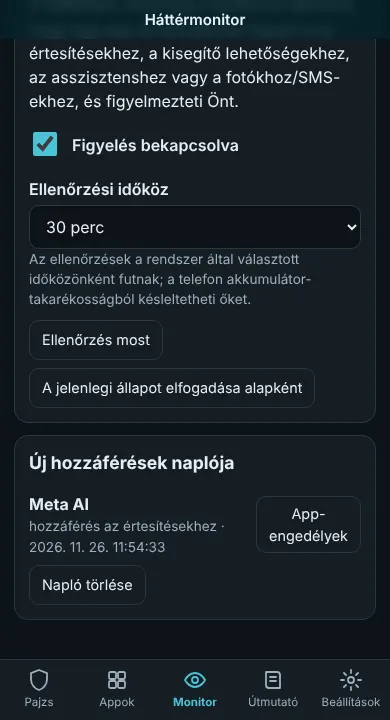 Háttérmonitor
értesítésekhez, a kisegítő lehetőségekhez,
az asszisztenshez vagy a fotókhoz/SMS-
ekhez, és figyelmezteti Önt.
Figyelés bekapcsolva
Ellenőrzési időköz
30 perc
Az ellenőrzések a rendszer által választott
időközönként futnak; a telefon akkumulátor-
takarékosságból késleltetheti őket.
Ellenőrzés most
A jelenlegi állapot elfogadása alapként
Új hozzáférések naplója
Meta AI
hozzáférés az értesítésekhez ·
2026. 11. 26. 11:54:33
App-
engedélyek
Napló törlése
Pajzs
Appok
Monitor
Útmutató
Beállítások